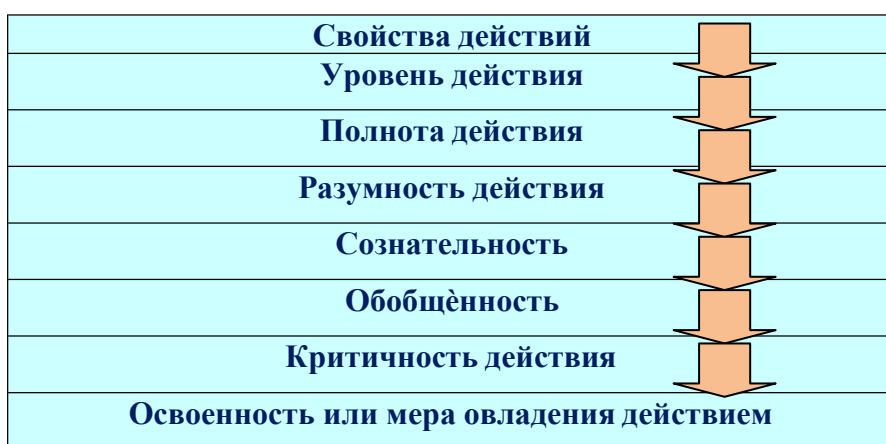 Свойства действий
Уровень действия
Полнота действия
Разумность действия
Сознательность
Обобщѐнность
Критичность действия
Освоенность или мера овладения действием